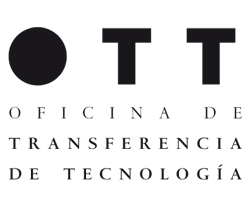 OTT
OFICINA DE
TRANSFERENCIA
DE TECNOLOGÍA